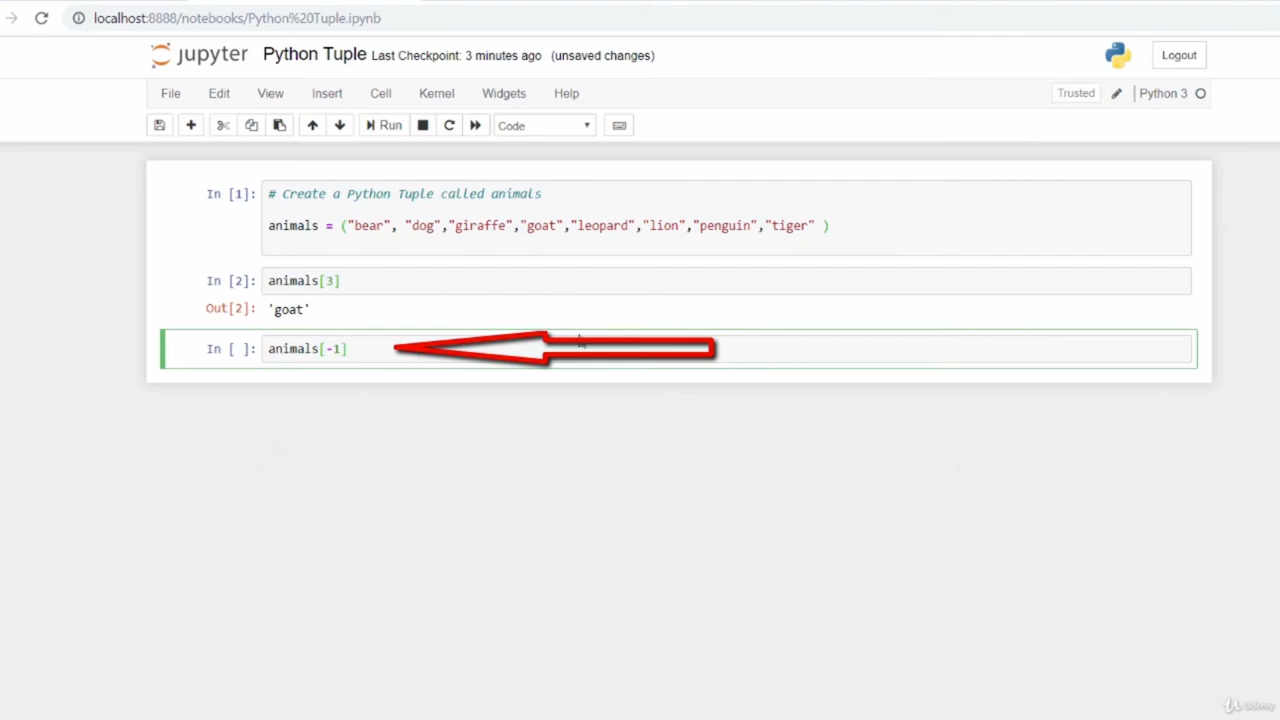 localhost:8888/notebooks/Python%20Tuple.ipynb
jupyter Python Tuple Last Checkpoint: 3 minutes ago (unsaved changes) Logout
File Edit View Insert Cell Kernel Widgets Help Trusted Python 3
Run Code
In [1]: # Create a Python Tuple called animals
animals = ("bear", "dog","giraffe","goat","leopard","lion","penguin","tiger" )
In [2]: animals[3]
Out[2]: 'goat'
In [ ]: animals[-1]
Udemy